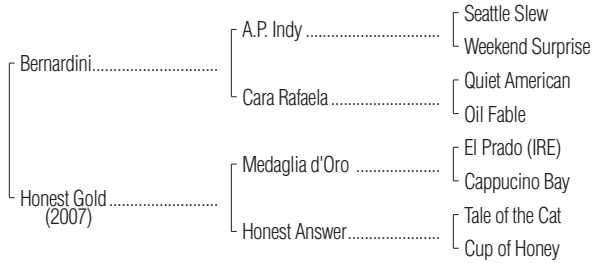 Seattle Slew
A.P. Indy ..............................
Weekend Surprise
Bernardini............................
Quiet American
Cara Rafaela ........................
Oil Fable
El Prado (IRE)
Medaglia d'Oro ...................
Cappucino Bay
Honest Gold........................
(2007)
Tale of the Cat
Honest Answer.....................
Cup of Honey